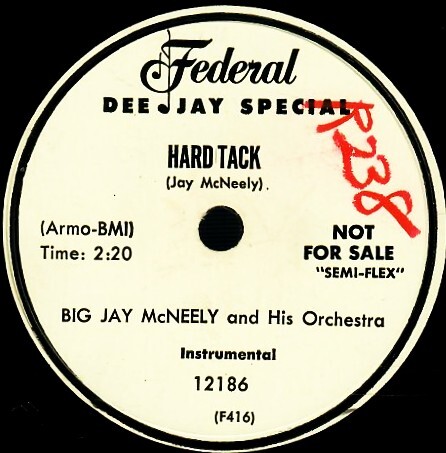 Federal
DEE JAY SPECIAL
R238
HARD TACK
(Jay McNeely).
(Armo-BMI)
Time: 2:20
NOT
FOR SALE
"SEMI-FLEX"
BIG JAY McNEELY and His Orchestra
Instrumental
12186
(F416)